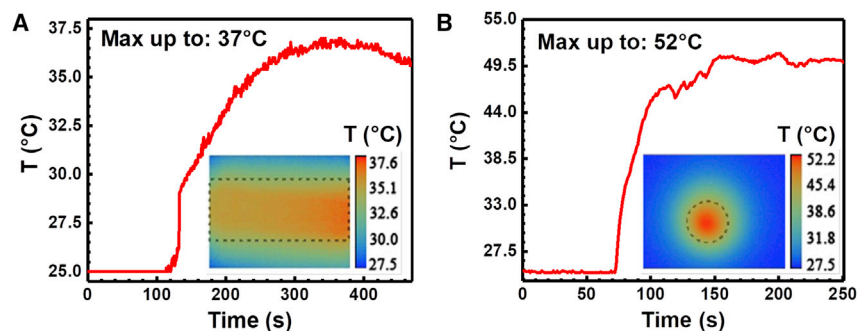 A
Max up to: 37°C
T (°C)
37.5
35.0
32.5
30.0
27.5
25.0
T (°C)
37.6
35.1
32.6
30.0
27.5
0 100 200 300 400
Time (s)
B
Max up to: 52°C
T (°C)
55.0
49.5
44.0
38.5
33.0
27.5
T (°C)
52.2
45.4
38.6
31.8
27.5
0 50 100 150 200 250
Time (s)